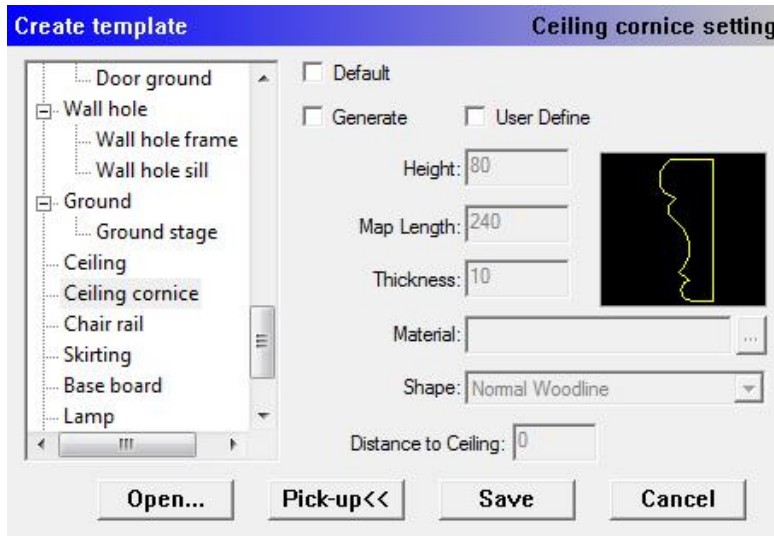 Create template
Ceiling cornice setting
Door ground
Wall hole
Wall hole frame
Wall hole sill
Ground
Ground stage
Ceiling
Ceiling cornice
Chair rail
Skirting
Base board
Lamp
Default
Generate
User Define
Height: 80
Map Length: 240
Thickness: 10
Material:
...
Shape: Normal Woodline
Distance to Ceiling: 0
Open...
Pick-up<<
Save
Cancel